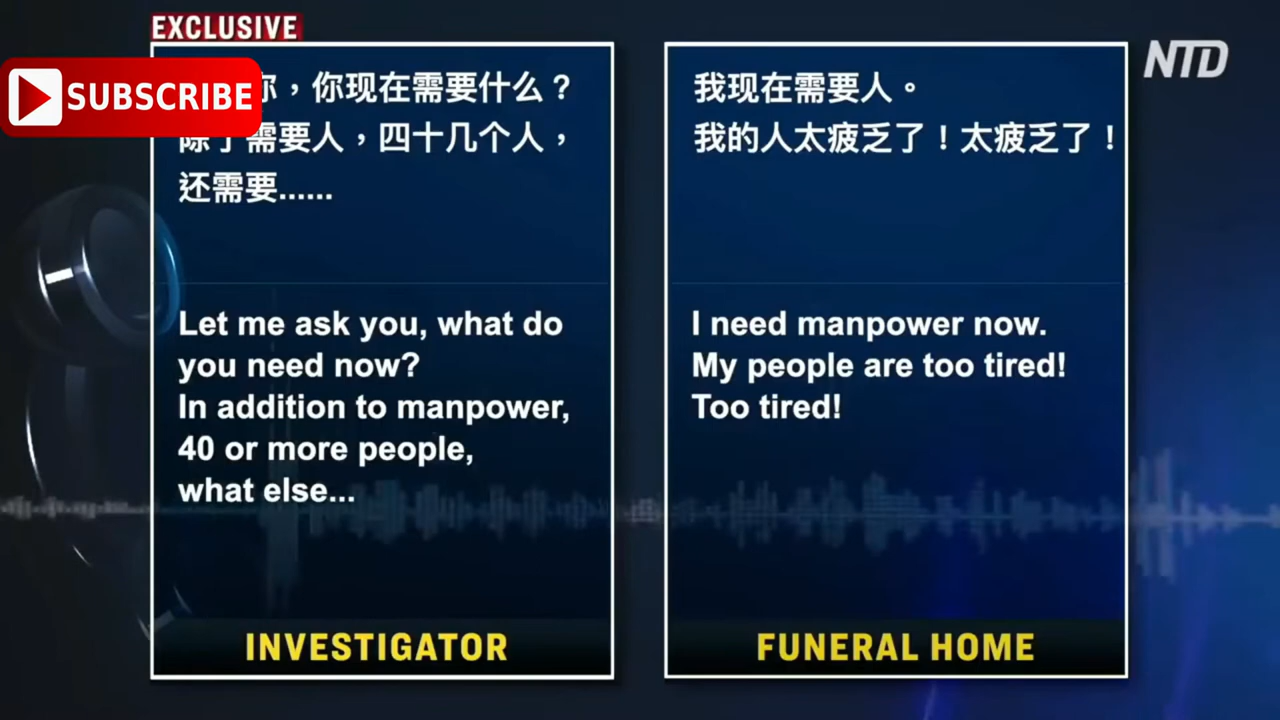 EXCLUSIVE
NTD
SUBSCRIBE
你，你现在需要什么？
除了需要人，四十几个人，
还需要......
Let me ask you, what do
you need now?
In addition to manpower,
40 or more people,
what else...
INVESTIGATOR
我现在需要人。
我的人太疲乏了！太疲乏了！
I need manpower now.
My people are too tired!
Too tired!
FUNERAL HOME